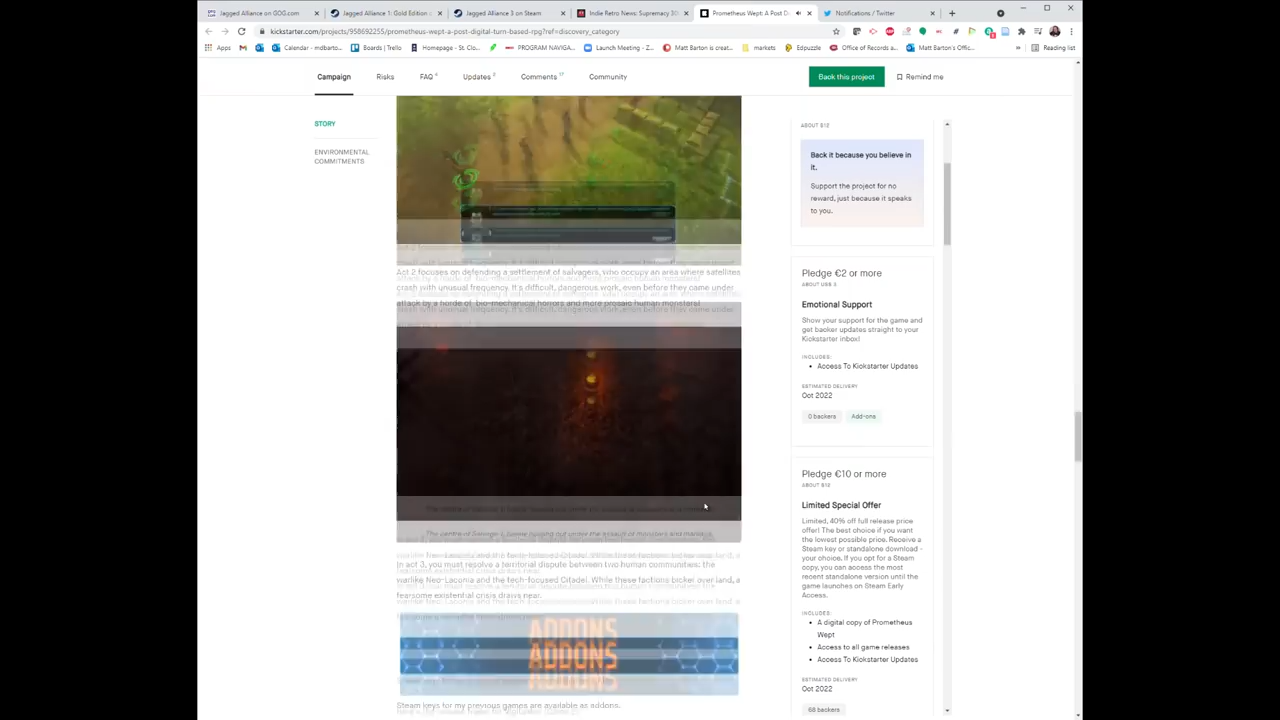 Jagged Alliance on GOG.com
Jagged Alliance 1: Gold Edition o
Jagged Alliance 3 on Steam
Indie Retro News: Supremacy 30
Prometheus Wept: A Post D
Notifications / Twitter
kickstarter.com/projects/958692255/prometheus-wept-a-post-digital-turn-based-rpg?ref=discovery_category
Apps
Calendar - mdbarto...
Boards | Trello
Homepage - St. Clo...
PROGRAM NAVIGA...
Launch Meeting - Z...
Matt Barton is creat...
markets
Edpuzzle
Office of Records a...
Matt Barton's Offic...
Reading list
Campaign
Risks
FAQ 4
Updates 2
Comments 17
Community
Back this project
Remind me
STORY
ENVIRONMENTAL
COMMITMENTS
Act 2 focuses on defending a settlement of salvagers, who occupy an area where satellites
crash with unusual frequency. It's difficult, dangerous work, even before they came under
attack by a horde of bio-mechanical horrors and more prosaic human monsters!
In act 3, you must resolve a territorial dispute between two human communities: the
warlike Neo-Laconia and the tech-focused Citadel. While these factions bicker over land, a
fearsome existential crisis draws near.
ADDONS
Steam keys for my previous games are available as addons.
ABOUT $12
Back it because you believe in
it.
Support the project for no
reward, just because it speaks
to you.
Pledge €2 or more
ABOUT US$ 3
Emotional Support
Show your support for the game and
get backer updates straight to your
Kickstarter inbox!
INCLUDES:
• Access To Kickstarter Updates
ESTIMATED DELIVERY
Oct 2022
0 backers
Add-ons
Pledge €10 or more
ABOUT $12
Limited Special Offer
Limited, 40% off full release price
offer! The best choice if you want
the lowest possible price. Receive a
Steam key or standalone download -
your choice. If you opt for a Steam
copy, you can access the most
recent standalone version until the
game launches on Steam Early
Access.
INCLUDES:
• A digital copy of Prometheus
Wept
• Access to all game releases
• Access To Kickstarter Updates
ESTIMATED DELIVERY
Oct 2022
68 backers